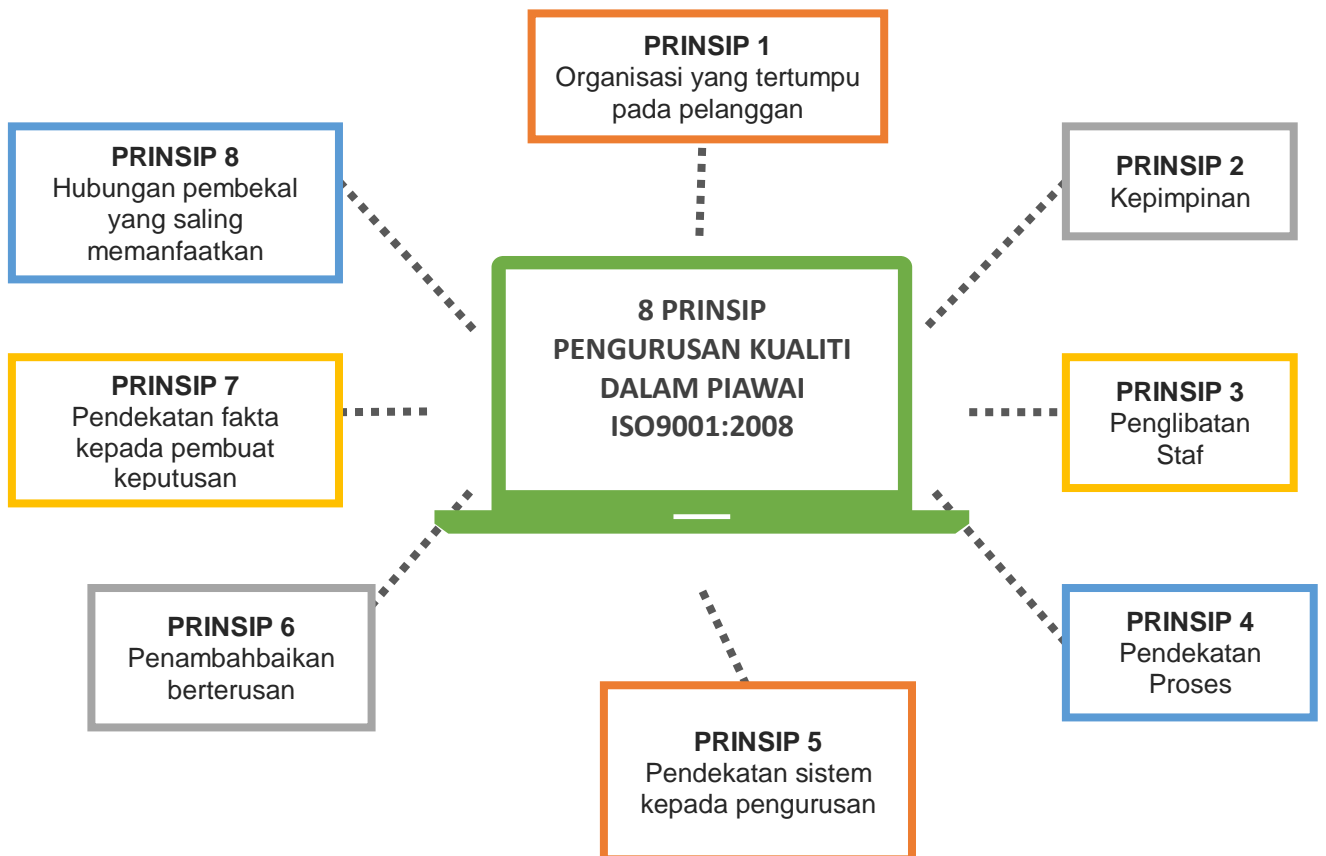 8 PRINSIP
PENGURUSAN KUALITI
DALAM PIAWAI
ISO9001:2008
PRINSIP 1
Organisasi yang tertumpu
pada pelanggan
PRINSIP 2
Kepimpinan
PRINSIP 3
Penglibatan
Staf
PRINSIP 4
Pendekatan
Proses
PRINSIP 5
Pendekatan sistem
kepada pengurusan
PRINSIP 6
Penambahbaikan
berterusan
PRINSIP 7
Pendekatan fakta
kepada pembuat
keputusan
PRINSIP 8
Hubungan pembekal
yang saling
memanfaatkan